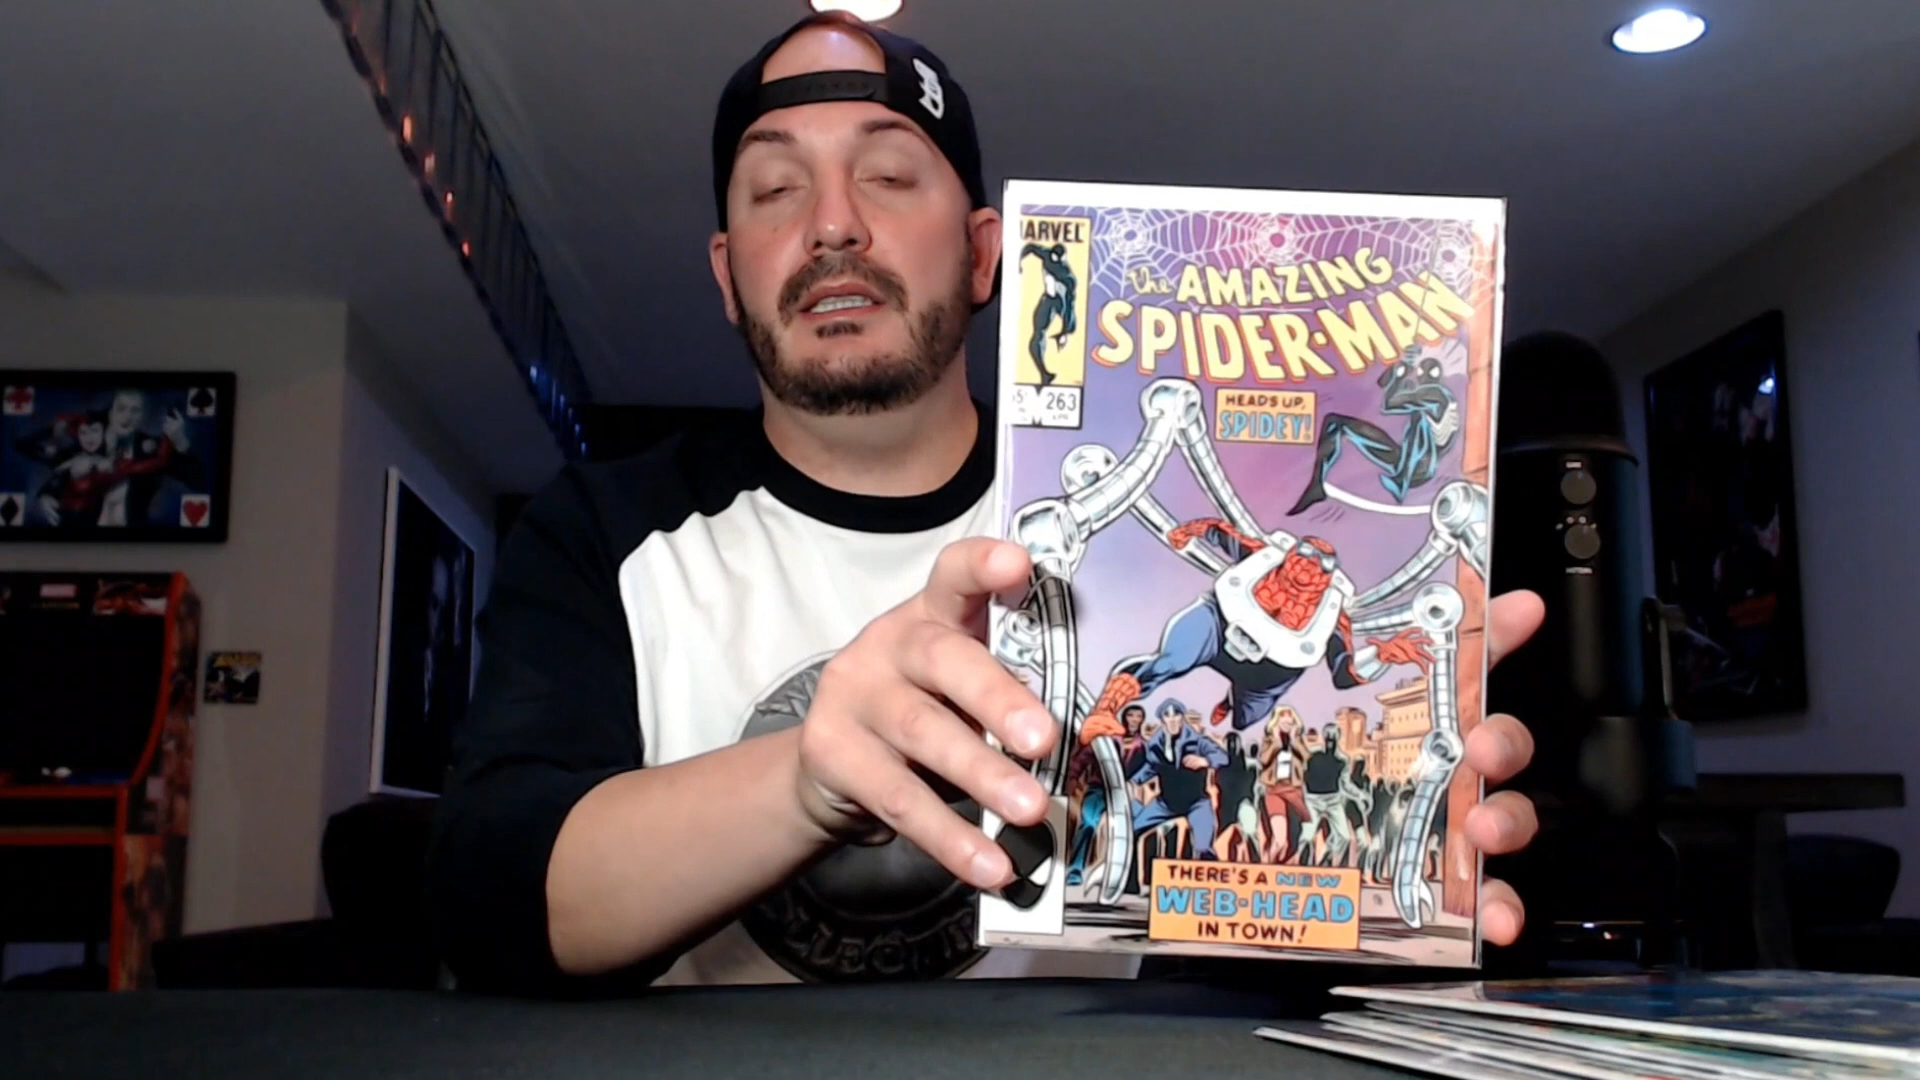 MARVEL
the AMAZING
SPIDER-MAN
263
HEADS UP,
SPIDEY!
THERE'S A NEW
WEB-HEAD
IN TOWN!